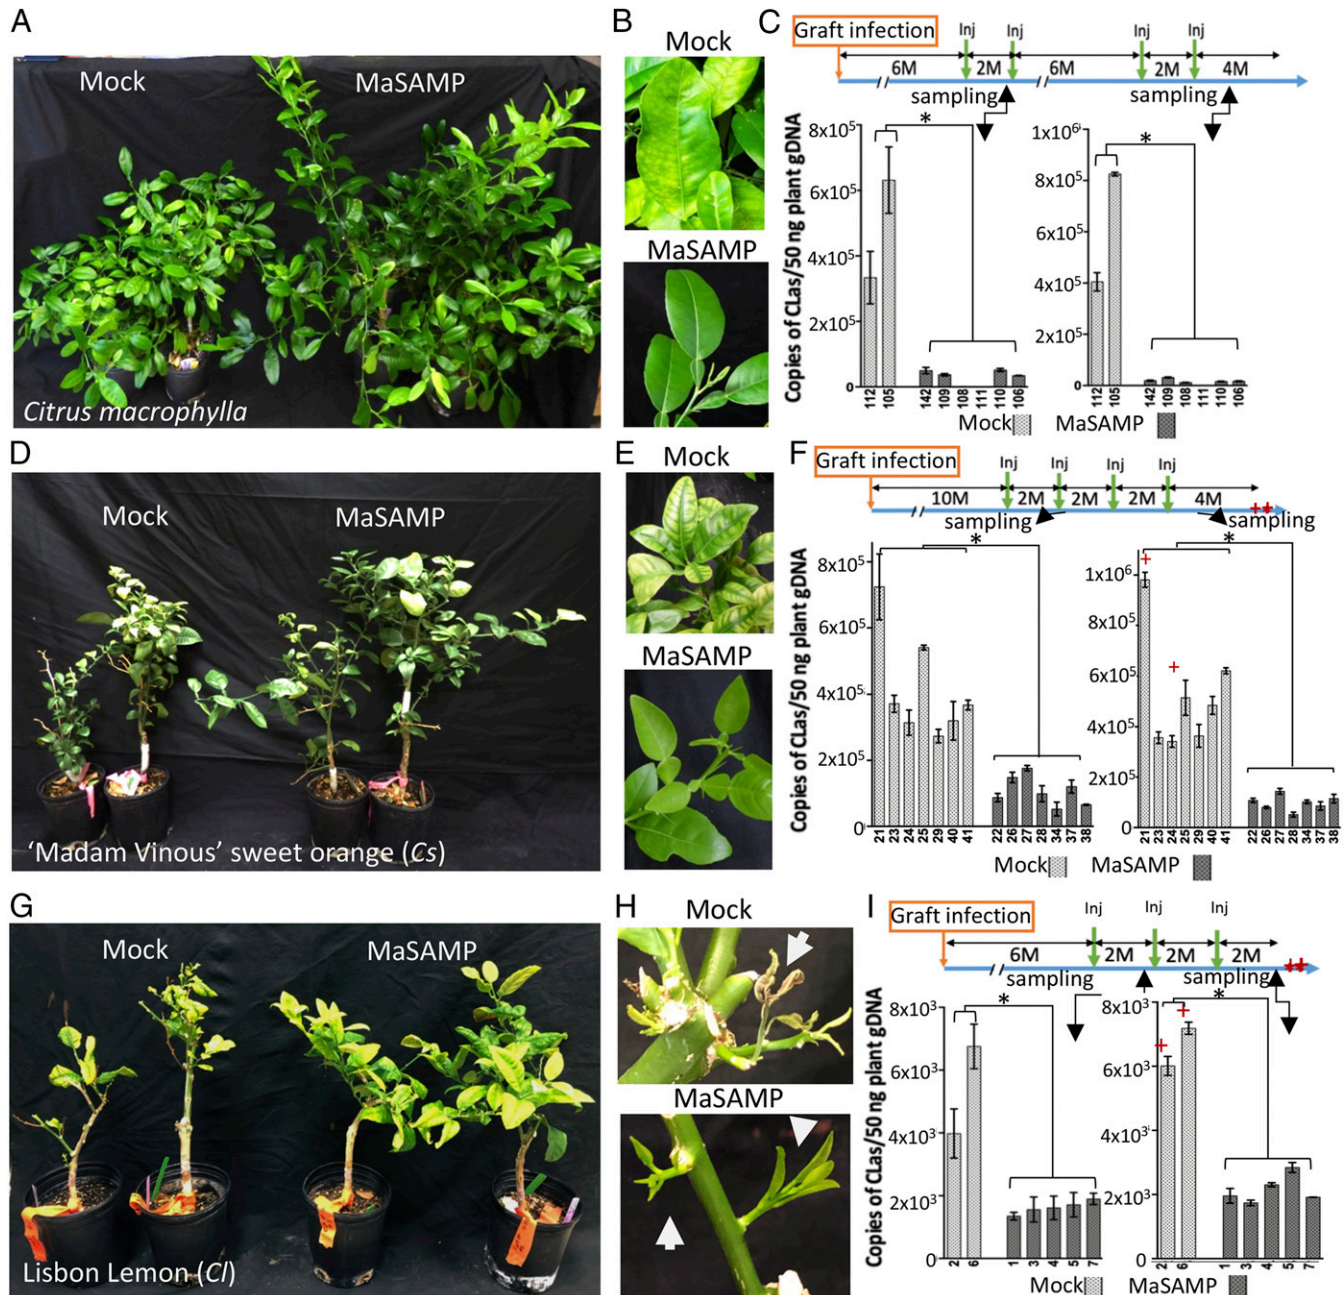 A
Mock
MaSAMP
Citrus macrophylla
B
Mock
MaSAMP
C
Graft infection
Inj Inj Inj Inj
6M 2M 6M 2M 4M
sampling sampling
Copies of CLas/50 ng plant gDNA
8x10⁵
6x10⁵
4x10⁵
2x10⁵
0
112 105 142 109 108 111 110 106
*
1x10⁶
8x10⁵
6x10⁵
4x10⁵
2x10⁵
0
112 105 142 109 108 111 110 106
*
Mock MaSAMP
D
Mock
MaSAMP
'Madam Vinous' sweet orange (Cs)
E
Mock
MaSAMP
F
Graft infection
Inj Inj Inj Inj
10M 2M 2M 2M 4M
++
sampling sampling
Copies of CLas/50 ng plant gDNA
8x10⁵
6x10⁵
4x10⁵
2x10⁵
0
21 23 24 25 29 40 41 22 26 27 28 34 37 38
*
1x10⁶
8x10⁵
6x10⁵
4x10⁵
2x10⁵
0
21 23 24 25 29 40 41 22 26 27 28 34 37 38
*
+ +
Mock MaSAMP
G
Mock
MaSAMP
Lisbon Lemon (Cl)
H
Mock
MaSAMP
I
Graft infection
Inj Inj Inj
6M 2M 2M 2M
++
sampling sampling
Copies of CLas/50 ng plant gDNA
8x10³
6x10³
4x10³
2x10³
0
2 6 1 3 4 5 7
*
8x10³
6x10³
4x10³
2x10³
0
2 6 1 3 4 5 7
*
+ +
Mock MaSAMP